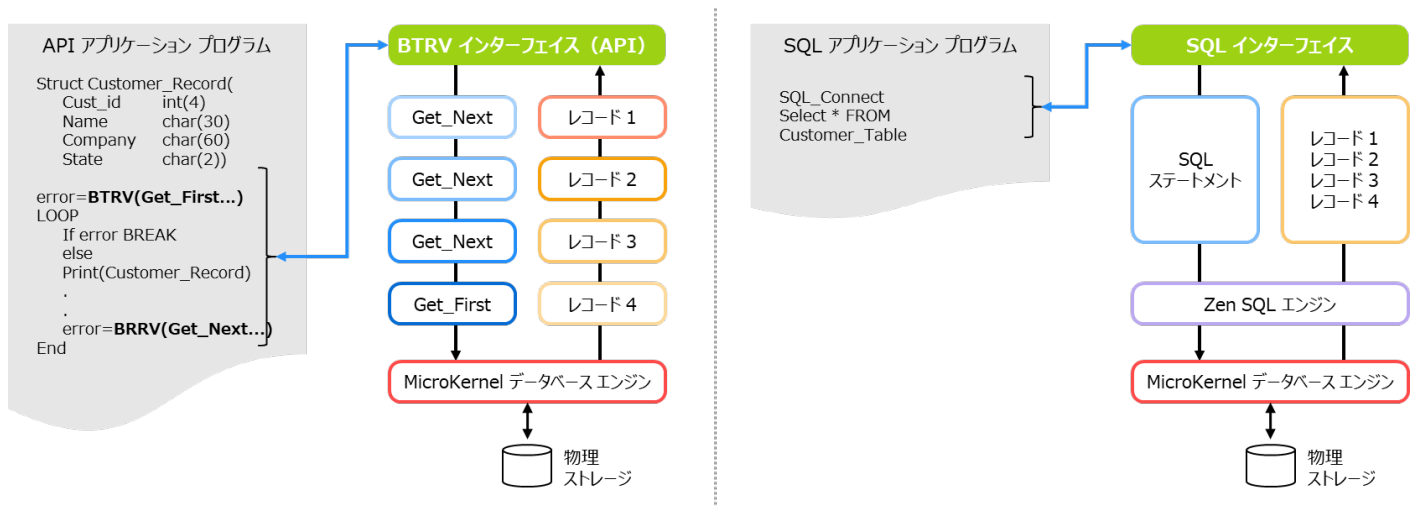 API アプリケーション プログラム
Struct Customer_Record(
Cust_id int(4)
Name char(30)
Company char(60)
State char(2))
error=BTRV(Get_First...)
LOOP
If error BREAK
else
Print(Customer_Record)
.
.
error=BRRV(Get_Next...)
End
BTRV インターフェイス（API）
Get_Next
レコード 1
Get_Next
レコード 2
Get_Next
レコード 3
Get_First
レコード 4
MicroKernel データベース エンジン
物理
ストレージ
SQL アプリケーション プログラム
SQL_Connect
Select * FROM
Customer_Table
SQL インターフェイス
SQL
ステートメント
レコード 1
レコード 2
レコード 3
レコード 4
Zen SQL エンジン
MicroKernel データベース エンジン
物理
ストレージ